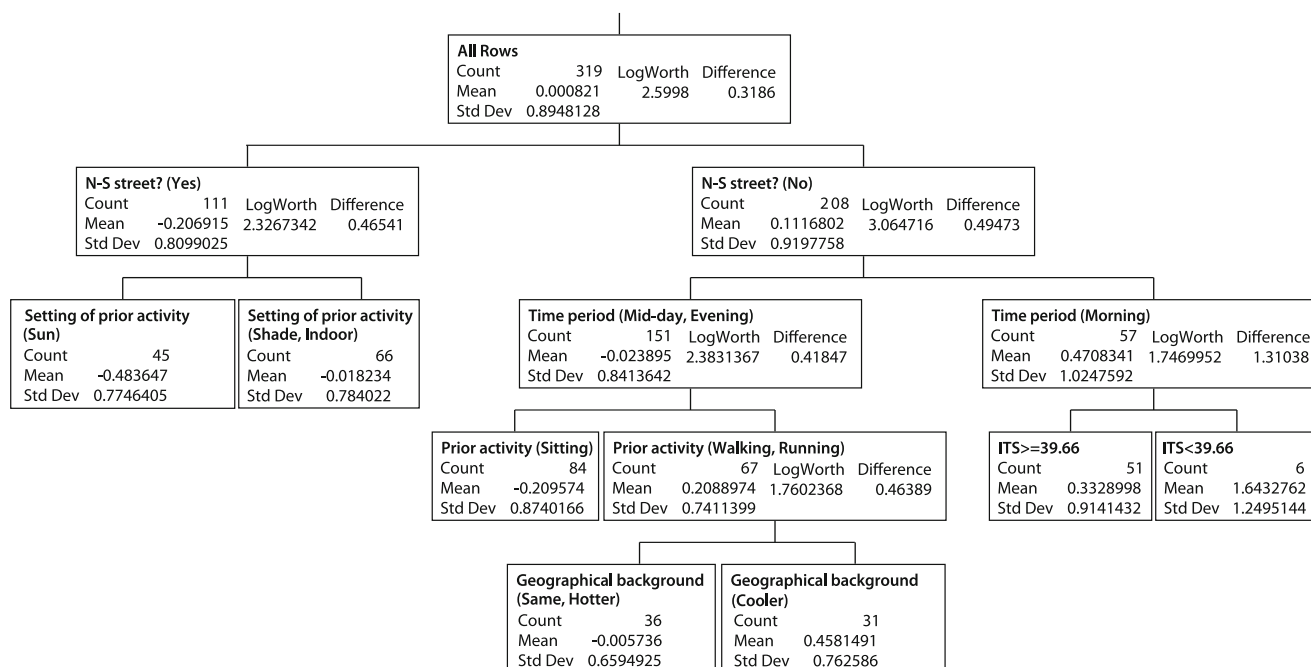 All Rows
Count 319 LogWorth Difference
Mean 0.000821 2.5998 0.3186
Std Dev 0.8948128
N-S street? (Yes)
Count 111 LogWorth Difference
Mean -0.206915 2.3267342 0.46541
Std Dev 0.8099025
N-S street? (No)
Count 208 LogWorth Difference
Mean 0.1116802 3.064716 0.49473
Std Dev 0.9197758
Setting of prior activity
(Sun)
Count 45
Mean -0.483647
Std Dev 0.7746405
Setting of prior activity
(Shade, Indoor)
Count 66
Mean -0.018234
Std Dev 0.784022
Time period (Mid-day, Evening)
Count 151 LogWorth Difference
Mean -0.023895 2.3831367 0.41847
Std Dev 0.8413642
Time period (Morning)
Count 57 LogWorth Difference
Mean 0.4708341 1.7469952 1.31038
Std Dev 1.0247592
Prior activity (Sitting)
Count 84
Mean -0.209574
Std Dev 0.8740166
Prior activity (Walking, Running)
Count 67 LogWorth Difference
Mean 0.2088974 1.7602368 0.46389
Std Dev 0.7411399
ITS>=39.66
Count 51
Mean 0.3328998
Std Dev 0.9141432
ITS<39.66
Count 6
Mean 1.6432762
Std Dev 1.2495144
Geographical background
(Same, Hotter)
Count 36
Mean -0.005736
Std Dev 0.6594925
Geographical background
(Cooler)
Count 31
Mean 0.4581491
Std Dev 0.762586